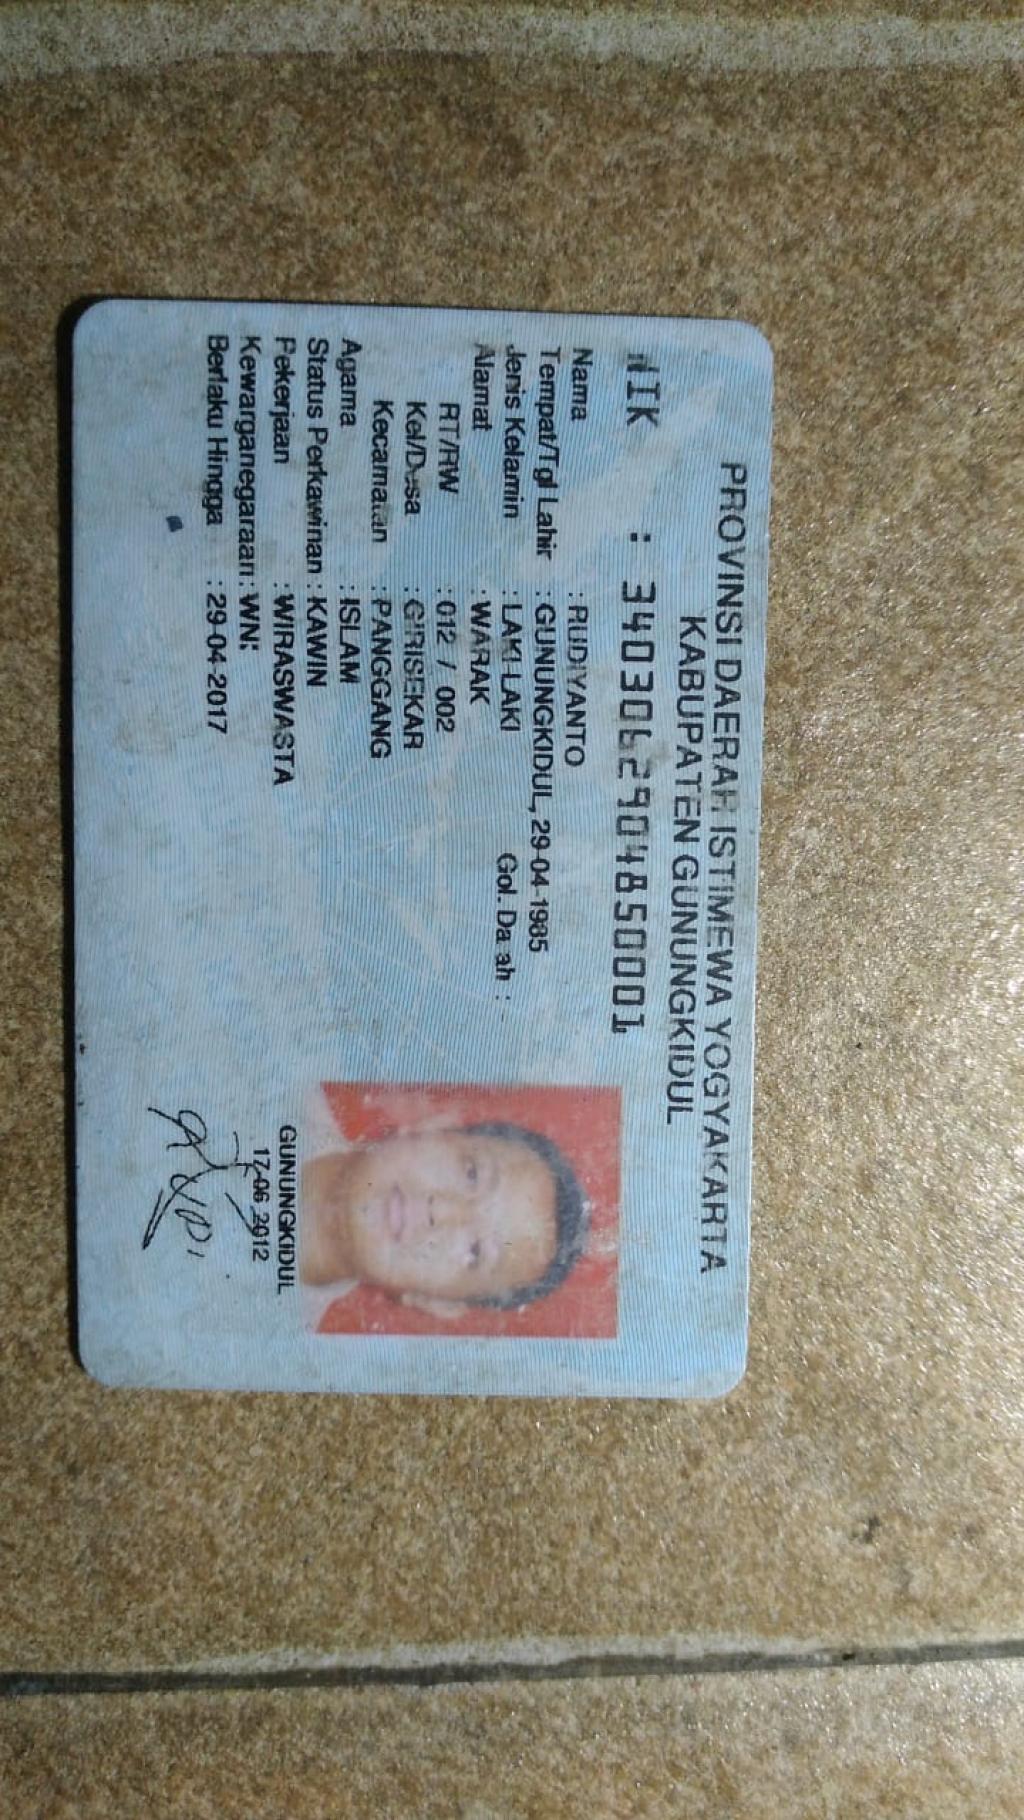 PROVINSI DAERAH ISTIMEWA YOGYAKARTA
KABUPATEN GUNUNGKIDUL
NIK : 3403062904850001
Nama : RUDIYANTO
Tempat/Tgl Lahir : GUNUNGKIDUL, 29-04-1985
Jenis Kelamin : LAKI-LAKI Gol. Darah : -
Alamat : WARAK
RT/RW : 012 / 002
Kel/Desa : GIRISEKAR
Kecamatan : PANGGANG
Agama : ISLAM
Status Perkawinan : KAWIN
Pekerjaan : WIRASWASTA
Kewarganegaraan : WNI
Berlaku Hingga : 29-04-2017
GUNUNGKIDUL
17-06-2012